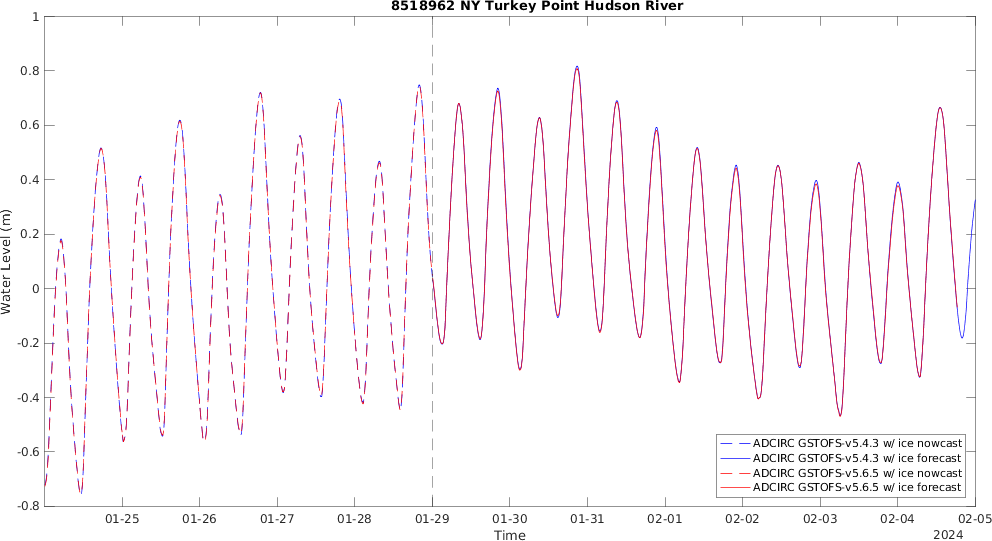 8518962 NY Turkey Point Hudson River
1
0.8
0.6
0.4
0.2
0
-0.2
-0.4
-0.6
-0.8
Water Level (m)
ADCIRC GSTOFS-v5.4.3 w/ ice nowcast
ADCIRC GSTOFS-v5.4.3 w/ ice forecast
ADCIRC GSTOFS-v5.6.5 w/ ice nowcast
ADCIRC GSTOFS-v5.6.5 w/ ice forecast
01-25 01-26 01-27 01-28 01-29 01-30 01-31 02-01 02-02 02-03 02-04 02-05
Time
2024